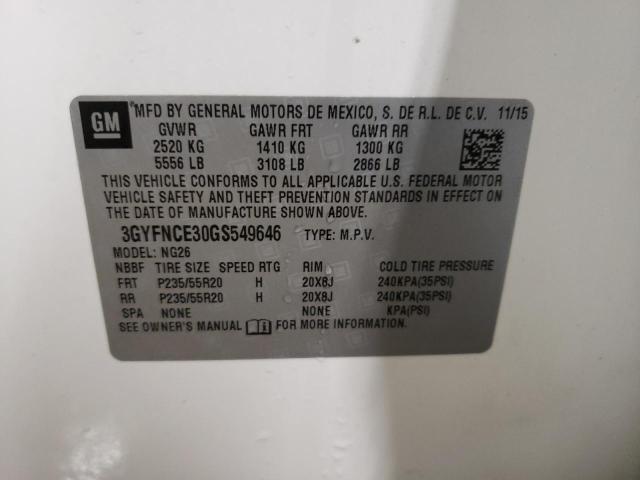 GM
MFD BY GENERAL MOTORS DE MEXICO, S. DE R.L. DE C.V. 11/15
GVWR GAWR FRT GAWR RR
2520 KG 1410 KG 1300 KG
5556 LB 3108 LB 2866 LB
THIS VEHICLE CONFORMS TO ALL APPLICABLE U.S. FEDERAL MOTOR
VEHICLE SAFETY AND THEFT PREVENTION STANDARDS IN EFFECT ON
THE DATE OF MANUFACTURE SHOWN ABOVE.
3GYFNCE30GS549646 TYPE: M.P.V.
MODEL: NG26
NBBF TIRE SIZE SPEED RTG RIM COLD TIRE PRESSURE
FRT P235/55R20 H 20X8J 240KPA(35PSI)
RR P235/55R20 H 20X8J 240KPA(35PSI)
SPA NONE NONE KPA(PSI)
SEE OWNER'S MANUAL FOR MORE INFORMATION.